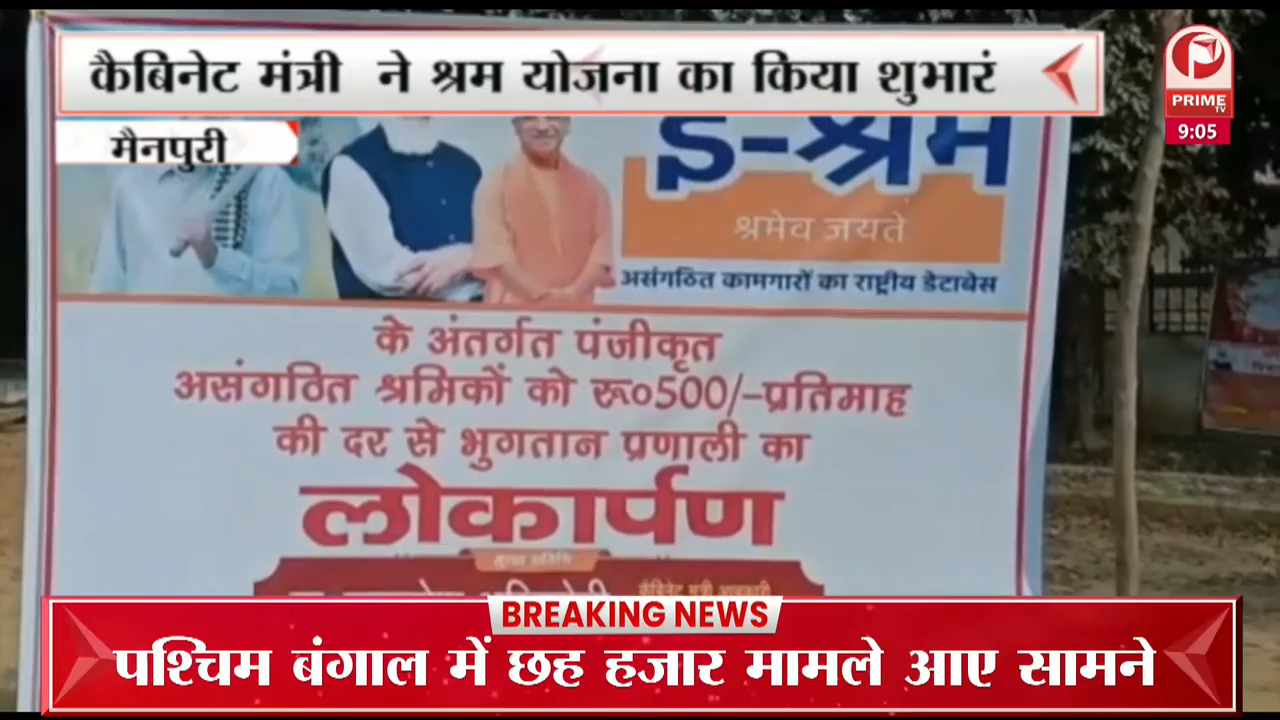 कैबिनेट मंत्री ने श्रम योजना का किया शुभारं
PRIME
TV
9:05
मैनपुरी
इ-श्रम
श्रमेव जयते
असंगठित कामगारों का राष्ट्रीय डेटाबेस
के अंतर्गत पंजीकृत
असंगठित श्रमिकों को रू०500/-प्रतिमाह
की दर से भुगतान प्रणाली का
लोकार्पण
मुख्य अतिथि
BREAKING NEWS
पश्चिम बंगाल में छह हजार मामले आए सामने